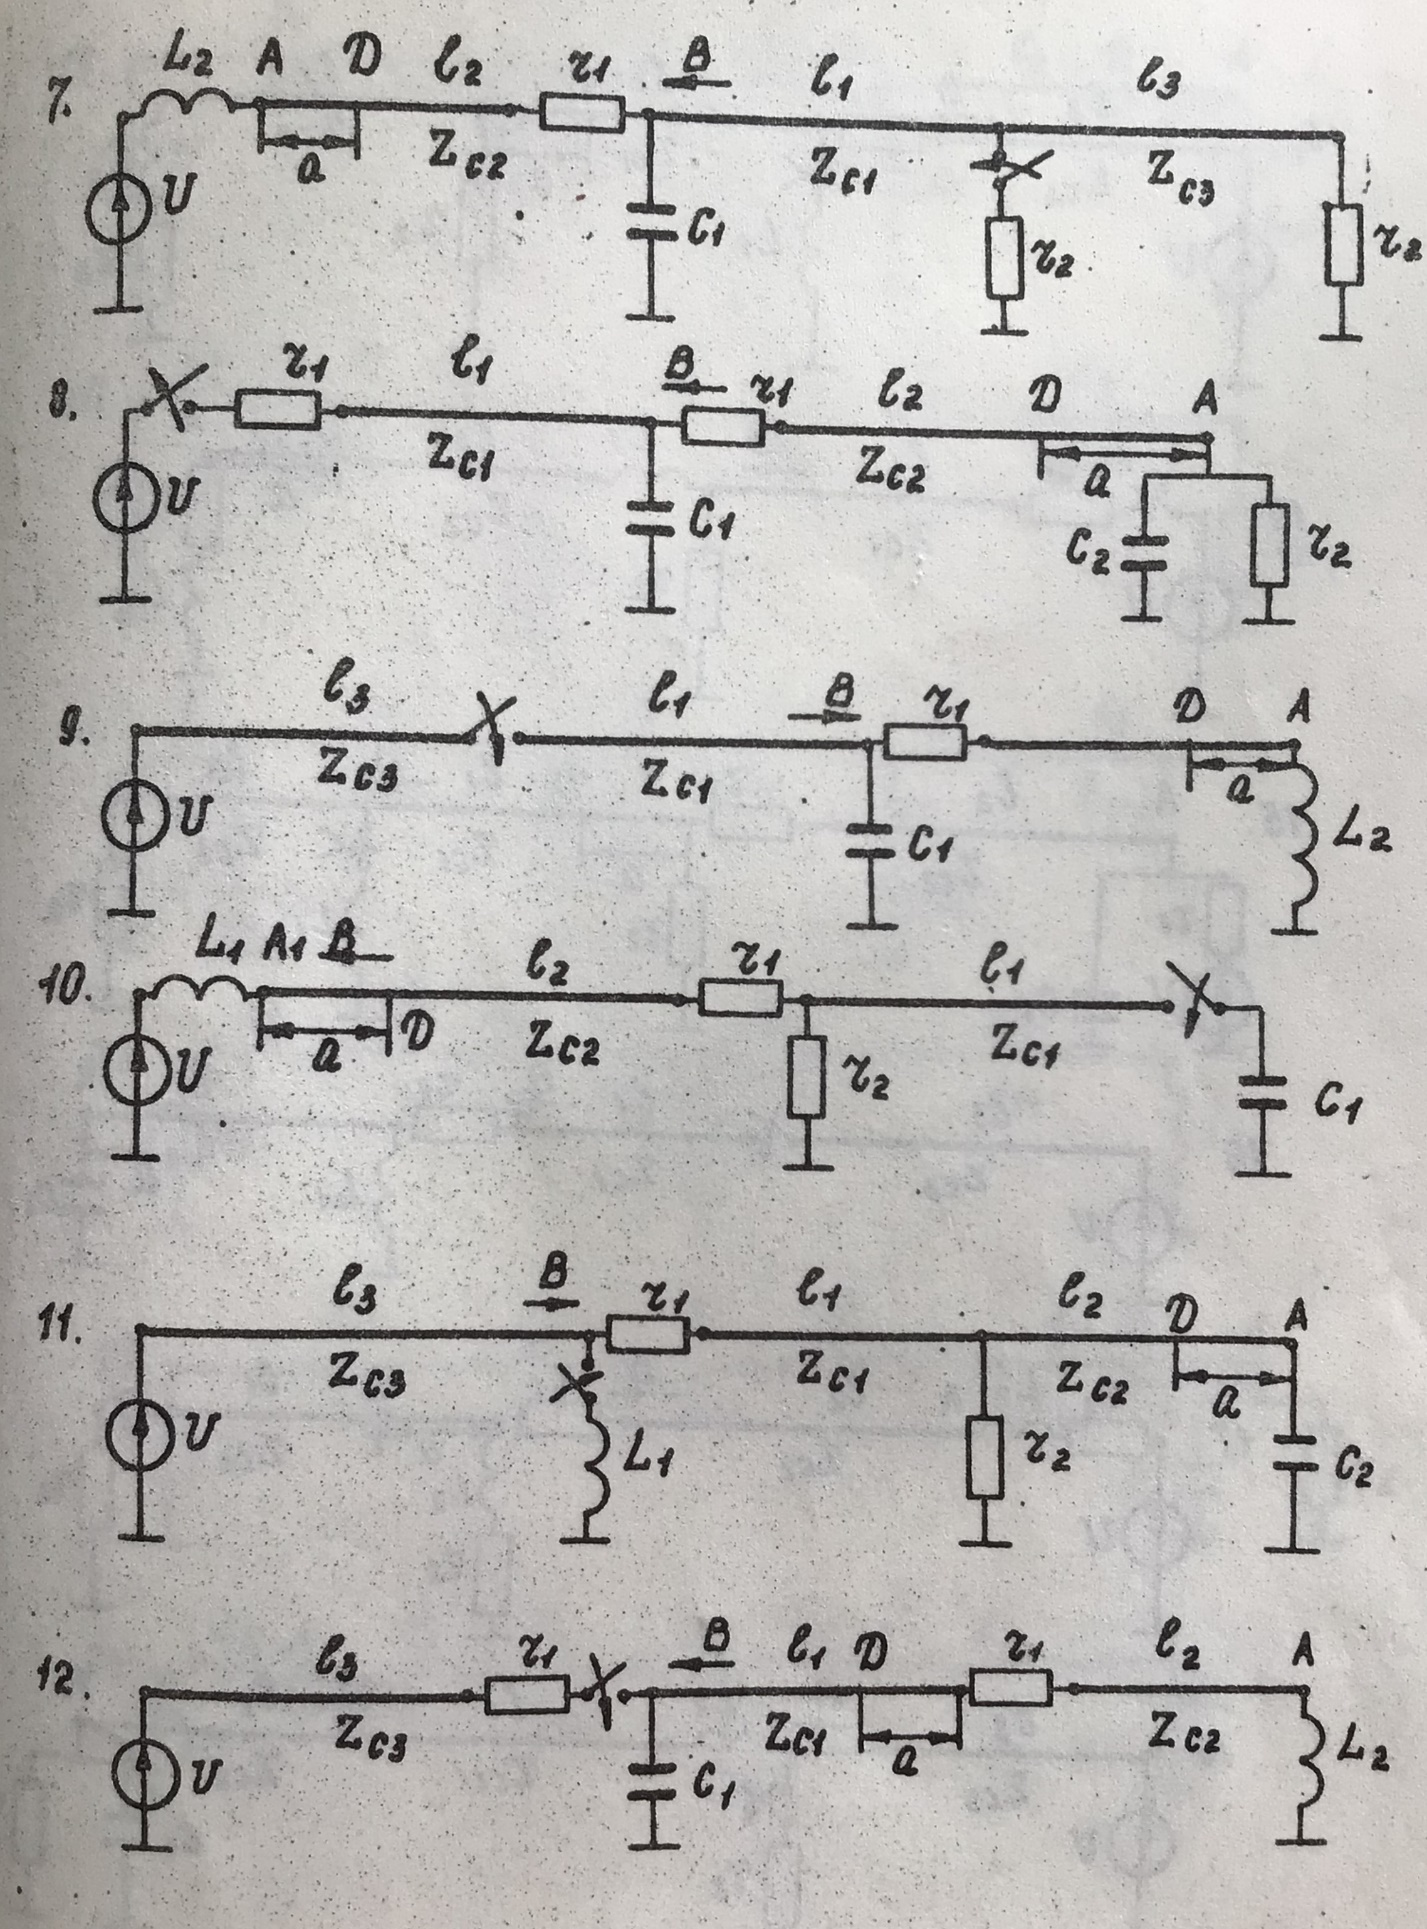 7. L2 A D ℓ2 r1 B ℓ1 ℓ3
a Zc2 Zc1 Zc3
U C1 r2 r2
8. r1 ℓ1 B r1 ℓ2 D A
Zc1 Zc2 a
U C1 C2 r2
9. ℓ3 ℓ1 B r1 D A
Zc3 Zc1 a
U C1 L2
10. L1 A1 B ℓ2 r1 ℓ1
a D Zc2 Zc1
U r2 C1
11. ℓ3 B r1 ℓ1 ℓ2 D A
Zc3 Zc1 Zc2 a
U L1 r2 C2
12. ℓ3 r1 B ℓ1 D r1 ℓ2 A
Zc3 Zc1 a Zc2
U C1 L2